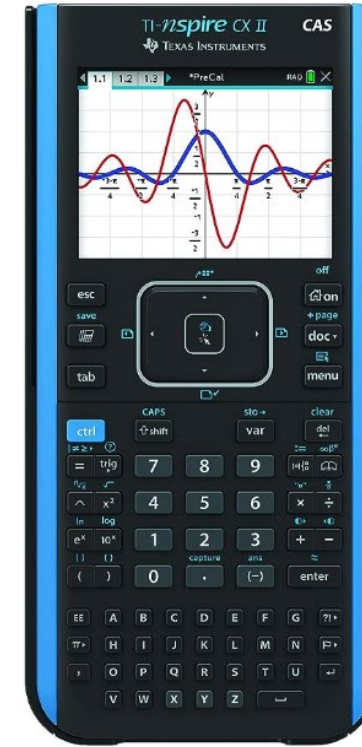 TI-nspire CX II CAS
TEXAS INSTRUMENTS
1.1 1.2 1.3 *PreCal RAD
y
x
off
esc
on
save
+page
doc
tab
menu
CAPS sto→ clear
ctrl shift var del
= trig 7 8 9
√ "∘"
^ x² 4 5 6 × ÷
ln log
eˣ 10ˣ 1 2 3 + −
[ ] { } capture ans ≈
( ) 0 . (−) enter
EE A B C D E F G ?!▸
π▸ H I J K L M N
, O P Q R S T U ↵
V W X Y Z